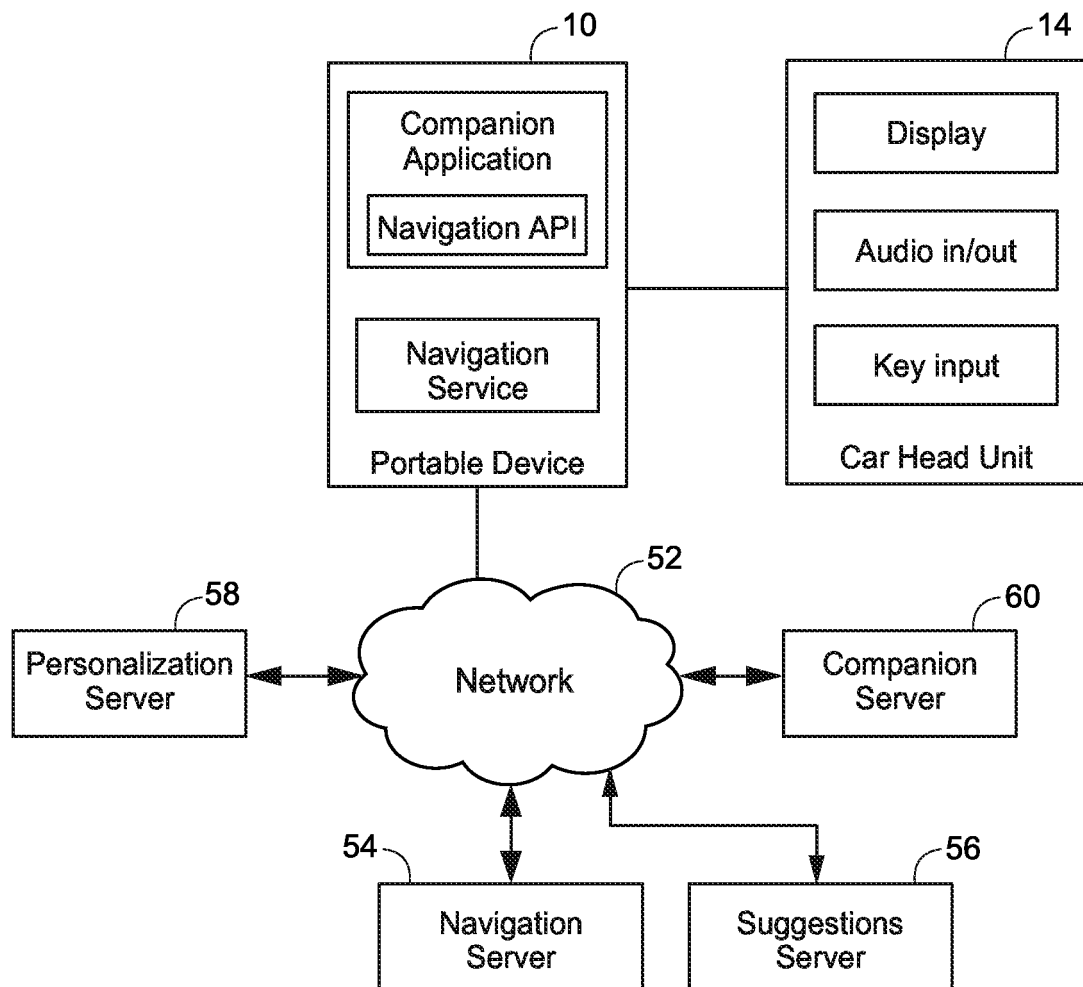 10
14
Companion
Application
Navigation API
Navigation
Service
Portable Device
Display
Audio in/out
Key input
Car Head Unit
52
58
60
Personalization
Server
Network
Companion
Server
54
56
Navigation
Server
Suggestions
Server